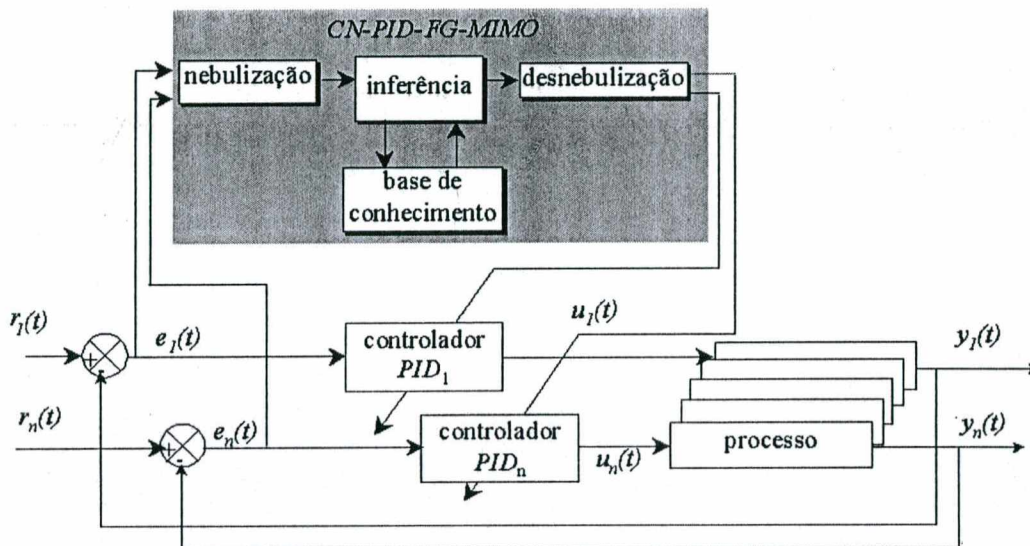 CN-PID-FG-MIMO
nebulização
inferência
desnebulização
base de
conhecimento
r1(t)
+
-
e1(t)
controlador
PID1
u1(t)
y1(t)
rn(t)
+
-
en(t)
controlador
PIDn
un(t)
processo
yn(t)